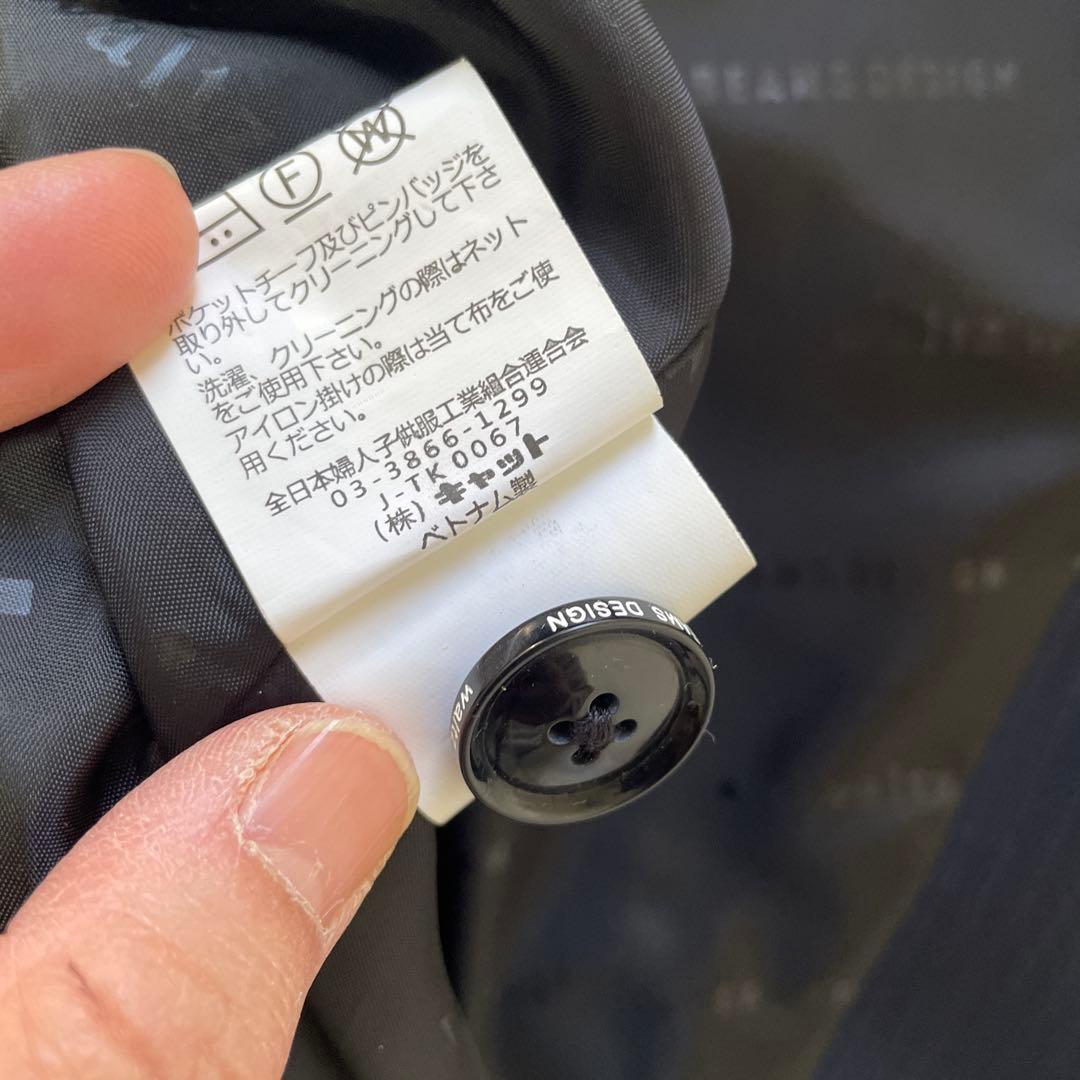 BEAMS DESIGN
F
W
ポケットチーフ及びピンバッジを
取り外してクリーニングして下さ
い。
洗濯、クリーニングの際はネット
をご使用下さい。
アイロン掛けの際は当て布をご使
用ください。
全日本婦人子供服工業組合連合会
03-3866-1299
J-TK0067
(株)キャット
ベトナム製
DESIGN